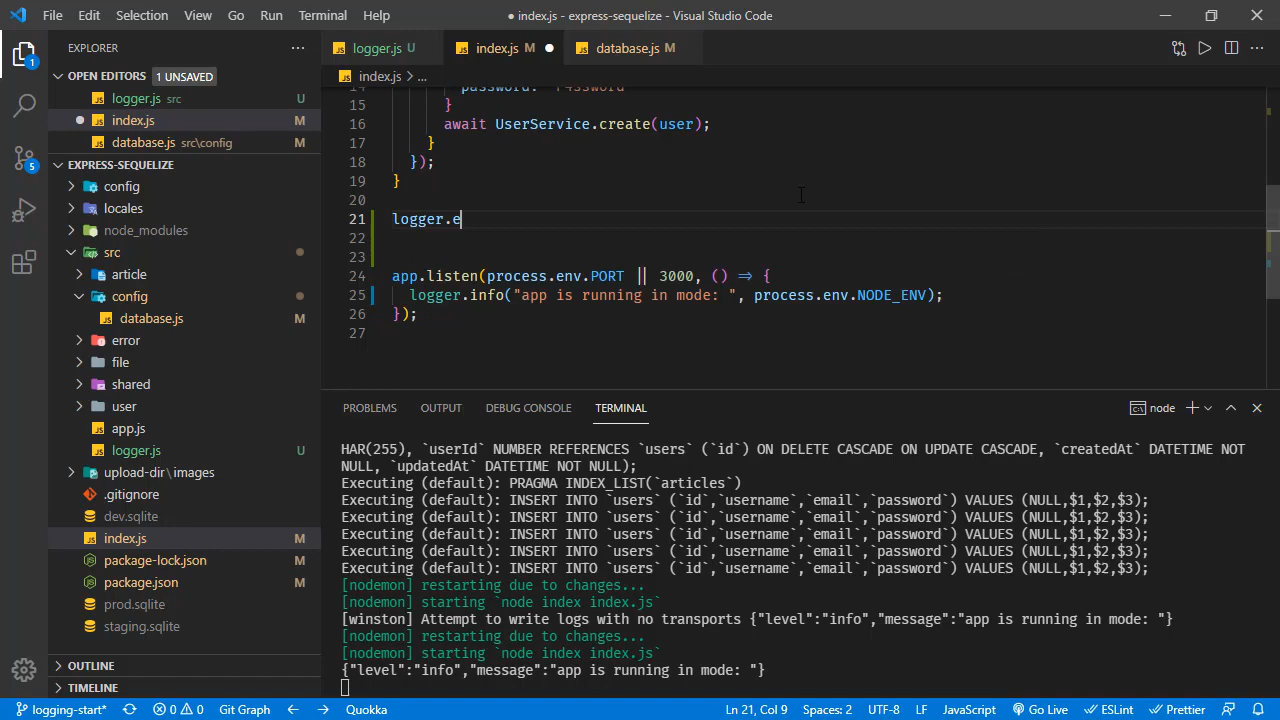 File Edit Selection View Go Run Terminal Help
● index.js - express-sequelize - Visual Studio Code
EXPLORER
OPEN EDITORS 1 UNSAVED
logger.js src U
index.js M
database.js src\config M
EXPRESS-SEQUELIZE
config
locales
node_modules
src
article
config
database.js M
error
file
shared
user
app.js
logger.js U
upload-dir \ images
.gitignore
dev.sqlite
index.js M
package-lock.json M
package.json M
prod.sqlite
staging.sqlite
OUTLINE
TIMELINE
1
5
logger.js U index.js M ● database.js M
index.js > ...
14
15 }
16 await UserService.create(user);
17 }
18 });
19 }
20
21 logger.e
22
23
24 app.listen(process.env.PORT || 3000, () => {
25 logger.info("app is running in mode: ", process.env.NODE_ENV);
26 });
27
PROBLEMS OUTPUT DEBUG CONSOLE TERMINAL
node
HAR(255), `userId` NUMBER REFERENCES `users` (`id`) ON DELETE CASCADE ON UPDATE CASCADE, `createdAt` DATETIME NOT
NULL, `updatedAt` DATETIME NOT NULL);
Executing (default): PRAGMA INDEX_LIST(`articles`)
Executing (default): INSERT INTO `users` (`id`,`username`,`email`,`password`) VALUES (NULL,$1,$2,$3);
Executing (default): INSERT INTO `users` (`id`,`username`,`email`,`password`) VALUES (NULL,$1,$2,$3);
Executing (default): INSERT INTO `users` (`id`,`username`,`email`,`password`) VALUES (NULL,$1,$2,$3);
Executing (default): INSERT INTO `users` (`id`,`username`,`email`,`password`) VALUES (NULL,$1,$2,$3);
Executing (default): INSERT INTO `users` (`id`,`username`,`email`,`password`) VALUES (NULL,$1,$2,$3);
[nodemon] restarting due to changes...
[nodemon] starting `node index index.js`
[winston] Attempt to write logs with no transports {"level":"info","message":"app is running in mode: "}
[nodemon] restarting due to changes...
[nodemon] starting `node index index.js`
{"level":"info","message":"app is running in mode: "}
logging-start* 0 0 Git Graph Quokka Ln 21, Col 9 Spaces: 2 UTF-8 LF JavaScript Go Live ESLint Prettier